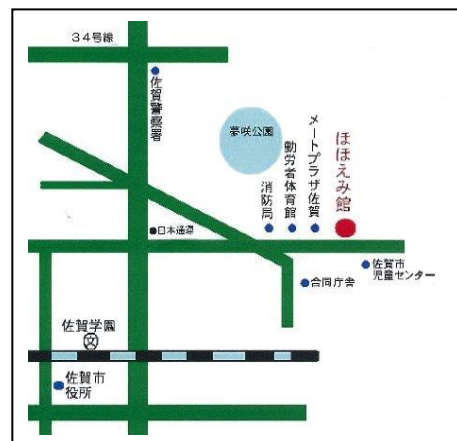 34号線
佐賀警察署
夢咲公園
消防局
勤労者体育館
メートプラザ佐賀
ほほえみ館
日本通運
佐賀市
児童センター
合同庁舎
佐賀学園
文
佐賀市
役所